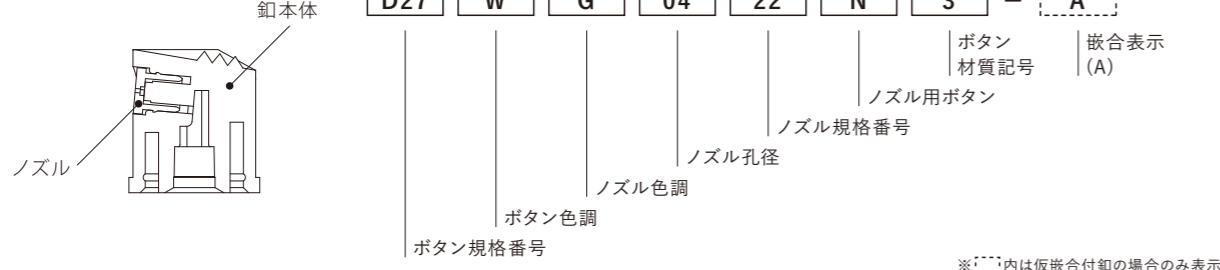 釦本体
D27 W G 04 22 N 3 － A
ボタン
材質記号
嵌合表示
(A)
ノズル用ボタン
ノズル規格番号
ノズル孔径
ノズル
ノズル色調
ボタン色調
ボタン規格番号
※ 内は仮嵌合付釦の場合のみ表示